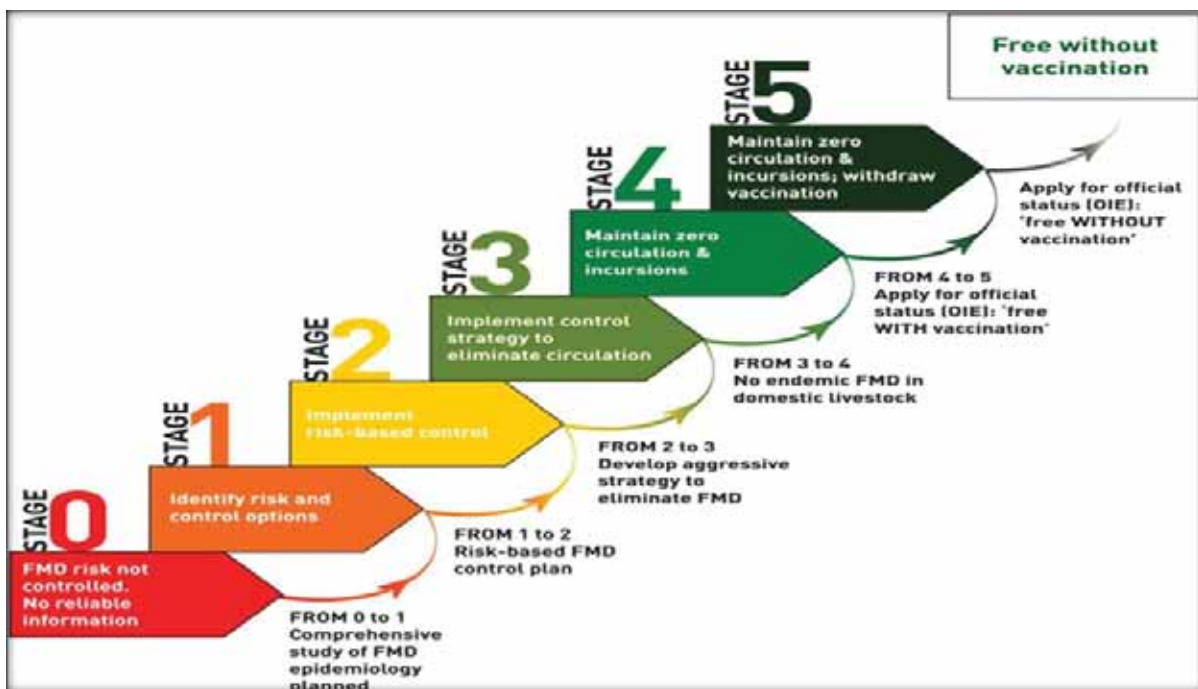 Free without
vaccination
STAGE 5
Maintain zero
circulation &
incursions; withdraw
vaccination
Apply for official
status (OIE):
'free WITHOUT
vaccination'
STAGE 4
Maintain zero
circulation &
incursions
FROM 4 to 5
Apply for official
status (OIE): 'free
WITH vaccination'
STAGE 3
Implement control
strategy to
eliminate circulation
FROM 3 to 4
No endemic FMD in
domestic livestock
STAGE 2
Implement
risk-based control
FROM 2 to 3
Develop aggressive
strategy to
eliminate FMD
STAGE 1
Identify risk and
control options
FROM 1 to 2
Risk-based FMD
control plan
STAGE 0
FMD risk not
controlled.
No reliable
information
FROM 0 to 1
Comprehensive
study of FMD
epidemiology
planned